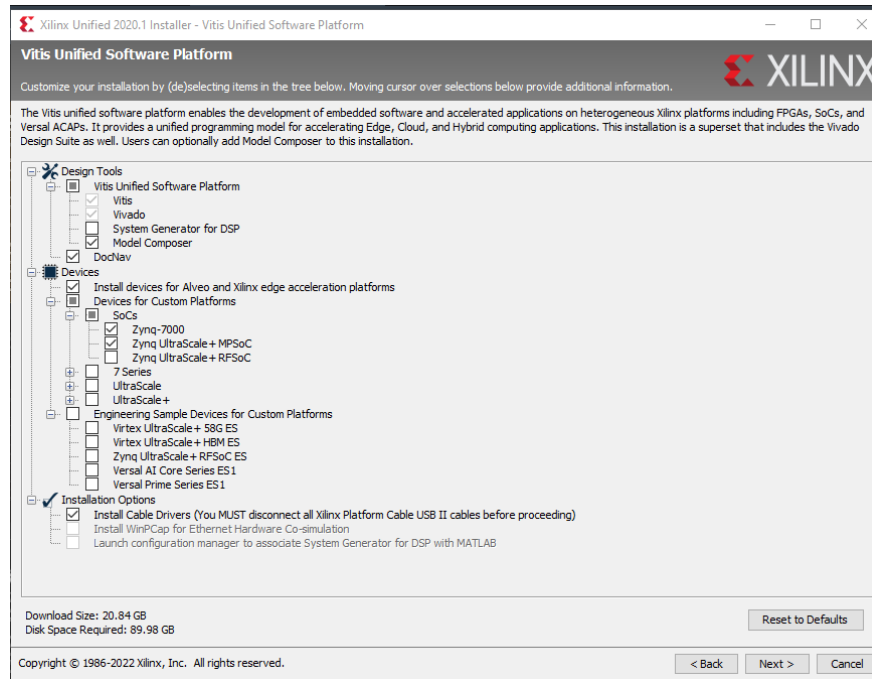 Xilinx Unified 2020.1 Installer - Vitis Unified Software Platform
Vitis Unified Software Platform
Customize your installation by (de)selecting items in the tree below. Moving cursor over selections below provide additional information.
XILINX
The Vitis unified software platform enables the development of embedded software and accelerated applications on heterogeneous Xilinx platforms including FPGAs, SoCs, and
Versal ACAPs. It provides a unified programming model for accelerating Edge, Cloud, and Hybrid computing applications. This installation is a superset that includes the Vivado
Design Suite as well. Users can optionally add Model Composer to this installation.
Design Tools
Vitis Unified Software Platform
Vitis
Vivado
System Generator for DSP
Model Composer
DocNav
Devices
Install devices for Alveo and Xilinx edge acceleration platforms
Devices for Custom Platforms
SoCs
Zynq-7000
Zynq UltraScale+ MPSoC
Zynq UltraScale+ RFSoC
7 Series
UltraScale
UltraScale+
Engineering Sample Devices for Custom Platforms
Virtex UltraScale+ 58G ES
Virtex UltraScale+ HBM ES
Zynq UltraScale+ RFSoC ES
Versal AI Core Series ES1
Versal Prime Series ES1
Installation Options
Install Cable Drivers (You MUST disconnect all Xilinx Platform Cable USB II cables before proceeding)
Install WinPCap for Ethernet Hardware Co-simulation
Launch configuration manager to associate System Generator for DSP with MATLAB
Download Size: 20.84 GB
Disk Space Required: 89.98 GB
Reset to Defaults
Copyright © 1986-2022 Xilinx, Inc. All rights reserved.
< Back
Next >
Cancel